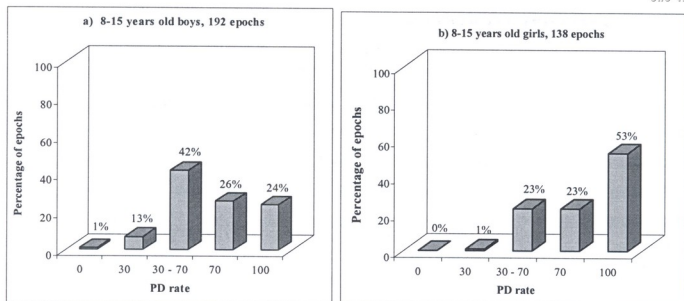 a) 8-15 years old boys, 192 epochs
Percentage of epochs
100
80
60
40
20
0
1%
13%
42%
26%
24%
0 30 30 - 70 70 100
PD rate
b) 8-15 years old girls, 138 epochs
Percentage of epochs
100
80
60
40
20
0
0%
1%
23%
23%
53%
0 30 30 - 70 70 100
PD rate